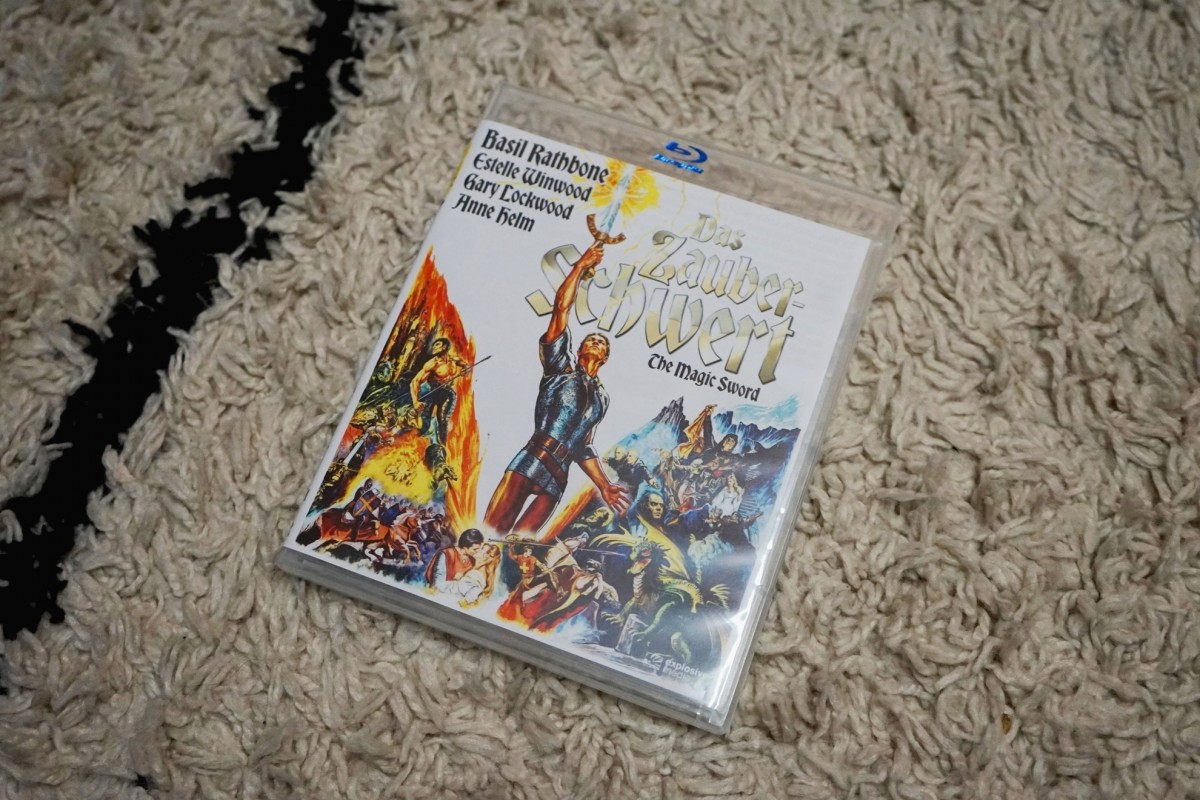 Basil Rathbone
Estelle Winwood
Gary Lockwood
Anne Helm
Das
Zauber-
Schwert
The Magic Sword